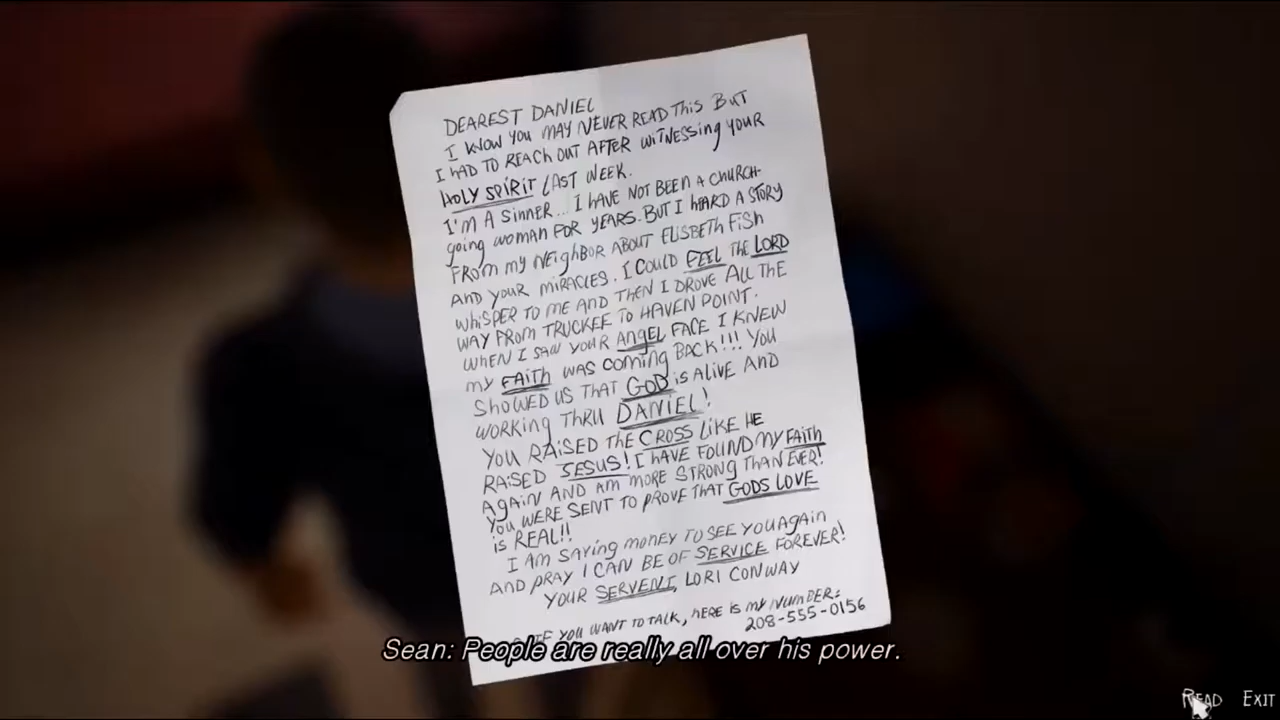 DEAREST DANIEL
I KNOW YOU MAY NEVER READ THIS BUT
I HAD TO REACH OUT AFTER WITNESSING YOUR
HOLY SPIRIT LAST WEEK.
I'M A SINNER... I HAVE NOT BEEN A CHURCH-
going WOMAN FOR YEARS. BUT I HEARD A STORY
FROM MY NEIGHBOR ABOUT ELISBETH FISH
AND YOUR MIRACLES. I COULD FEEL THE LORD
WHISPER TO ME AND THEN I DROVE ALL THE
WAY FROM TRUCKEE TO HAVEN POINT.
WHEN I SAW YOUR ANgEL FACE I KNEW
MY FAITH WAS COMING BACK!!! YOU
SHOWED US THAT GOD IS ALIVE AND
WORKING THRU DANIEL!
YOU RAISED THE CROSS LIKE HE
RAISED JESUS! I HAVE FOUND MY FAITH
AGAIN AND AM MORE STRONG THAN EVER!
YOU WERE SENT TO PROVE THAT GODS LOVE
is REAL!!
I AM SAVING MONEY TO SEE YOU AGAIN
AND PRAY I CAN BE OF SERVICE FOREVER!
YOUR SERVENT, LORI CONWAY
IF YOU WANT TO TALK, HERE IS MY NUMBER:
208-555-0156
Sean: People are really all over his power.
READ EXIT